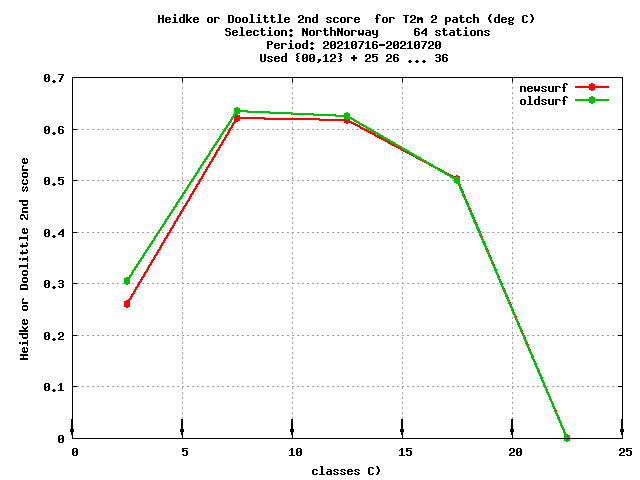 Heidke or Doolittle 2nd score  for T2m 2 patch (deg C)
Selection: NorthNorway     64 stations
Period: 20210716-20210720
Used {00,12} + 25 26 ... 36
newsurf
oldsurf
Heidke or Doolittle 2nd score
0.7
0.6
0.5
0.4
0.3
0.2
0.1
0
0 5 10 15 20 25
classes C)